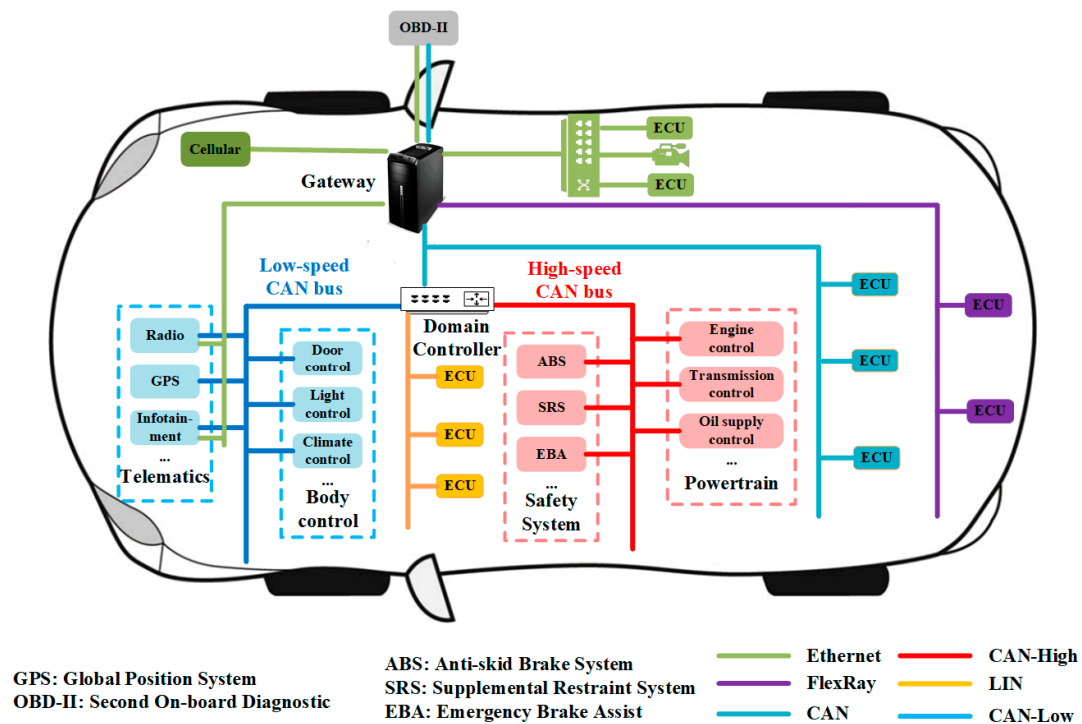 OBD-II
Cellular
Gateway
ECU
ECU
Low-speed
CAN bus
High-speed
CAN bus
Domain
Controller
Radio
GPS
Infotain-
ment
...
Telematics
Door
control
Light
control
Climate
control
...
Body
control
ECU
ECU
ECU
ABS
SRS
EBA
...
Safety
System
Engine
control
Transmission
control
Oil supply
control
...
Powertrain
ECU
ECU
ECU
ECU
ECU
GPS: Global Position System
OBD-II: Second On-board Diagnostic
ABS: Anti-skid Brake System
SRS: Supplemental Restraint System
EBA: Emergency Brake Assist
Ethernet
FlexRay
CAN
CAN-High
LIN
CAN-Low